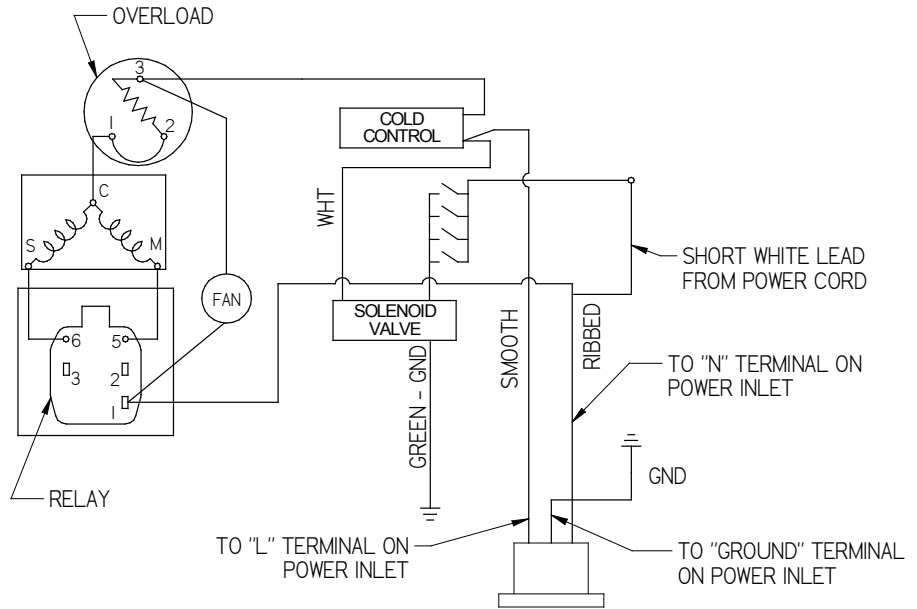 OVERLOAD
3
1
2
COLD
CONTROL
C
WHT
S
M
SHORT WHITE LEAD
FROM POWER CORD
FAN
SOLENOID
VALVE
6
5
3
2
1
SMOOTH
RIBBED
GREEN - GND
TO "N" TERMINAL ON
POWER INLET
GND
RELAY
TO "L" TERMINAL ON
POWER INLET
TO "GROUND" TERMINAL
ON POWER INLET